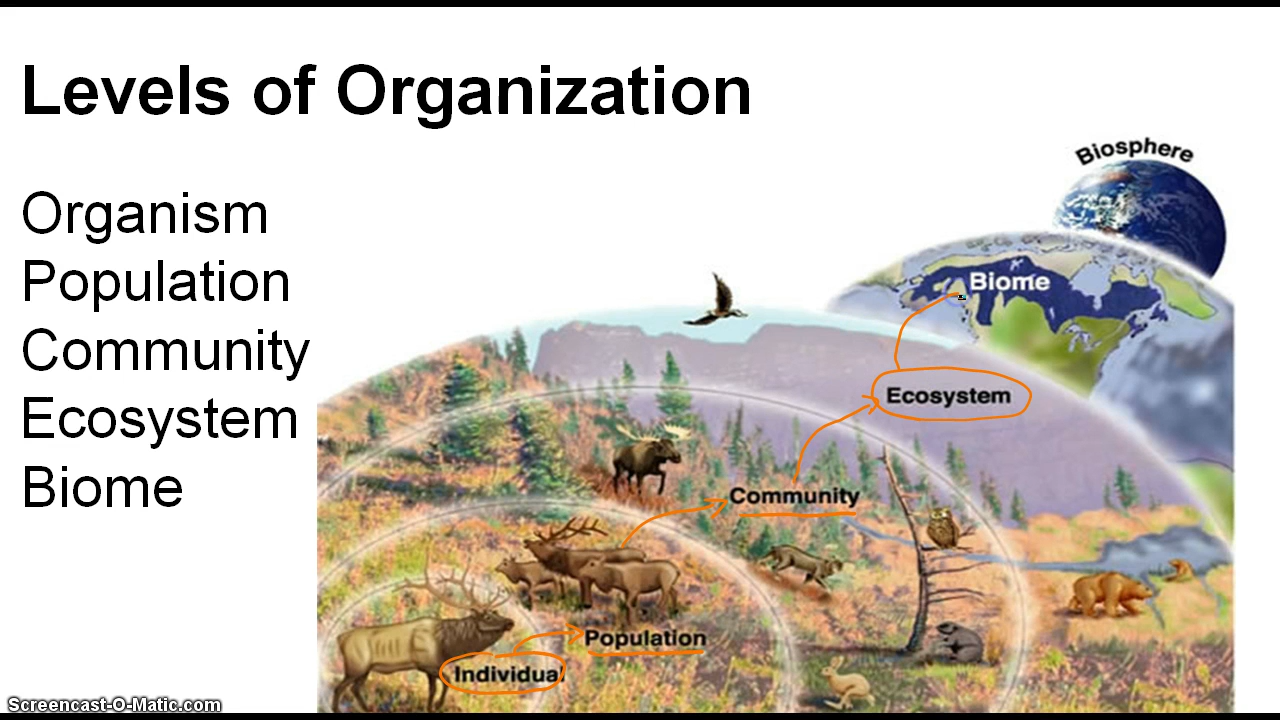 Levels of Organization
Organism
Population
Community
Ecosystem
Biome
Biosphere
Biome
Ecosystem
Community
Population
Individual
Screencast-O-Matic.com